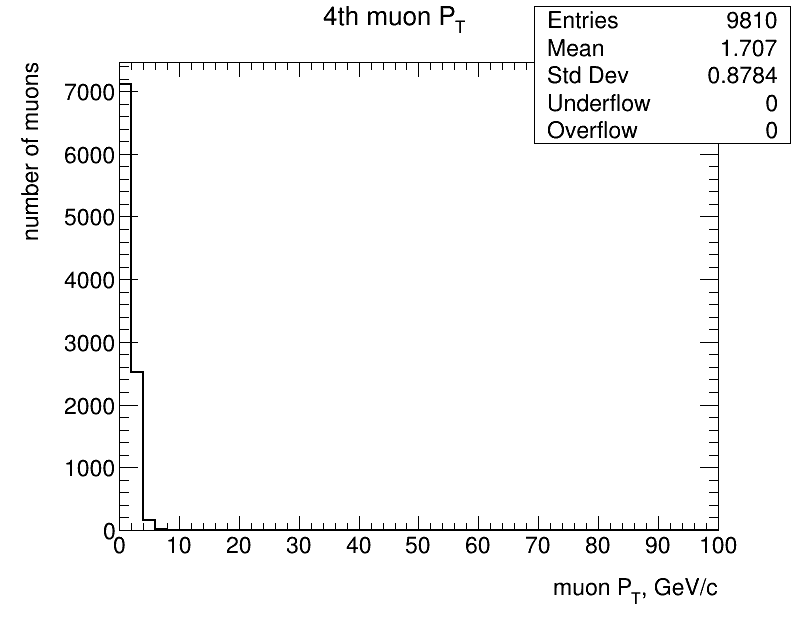 4th muon P_T
Entries 9810
Mean 1.707
Std Dev 0.8784
Underflow 0
Overflow 0
number of muons
7000
6000
5000
4000
3000
2000
1000
0
0 10 20 30 40 50 60 70 80 90 100
muon P_T, GeV/c